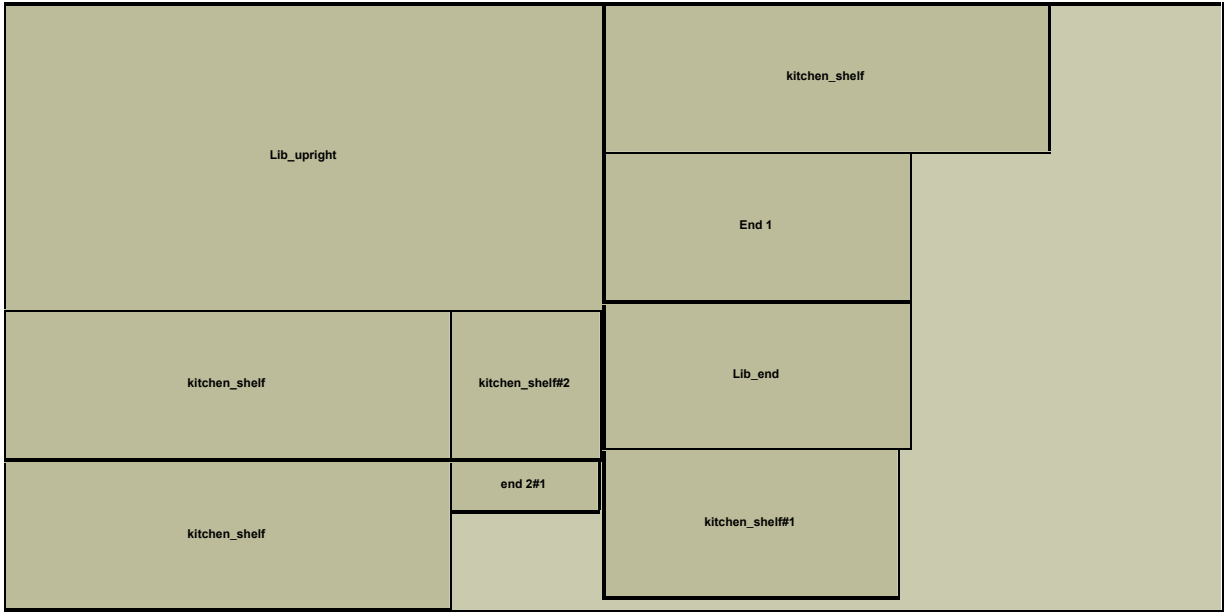 kitchen_shelf
Lib_upright
End 1
Lib_end
kitchen_shelf
kitchen_shelf#2
end 2#1
kitchen_shelf#1
kitchen_shelf